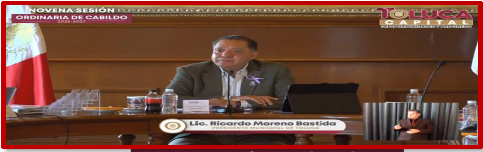 NOVENA SESIÓN
ORDINARIA DE CABILDO
TOLUCA
CAPITAL
Lic. Ricardo Moreno Bastida
PRESIDENTE MUNICIPAL DE TOLUCA